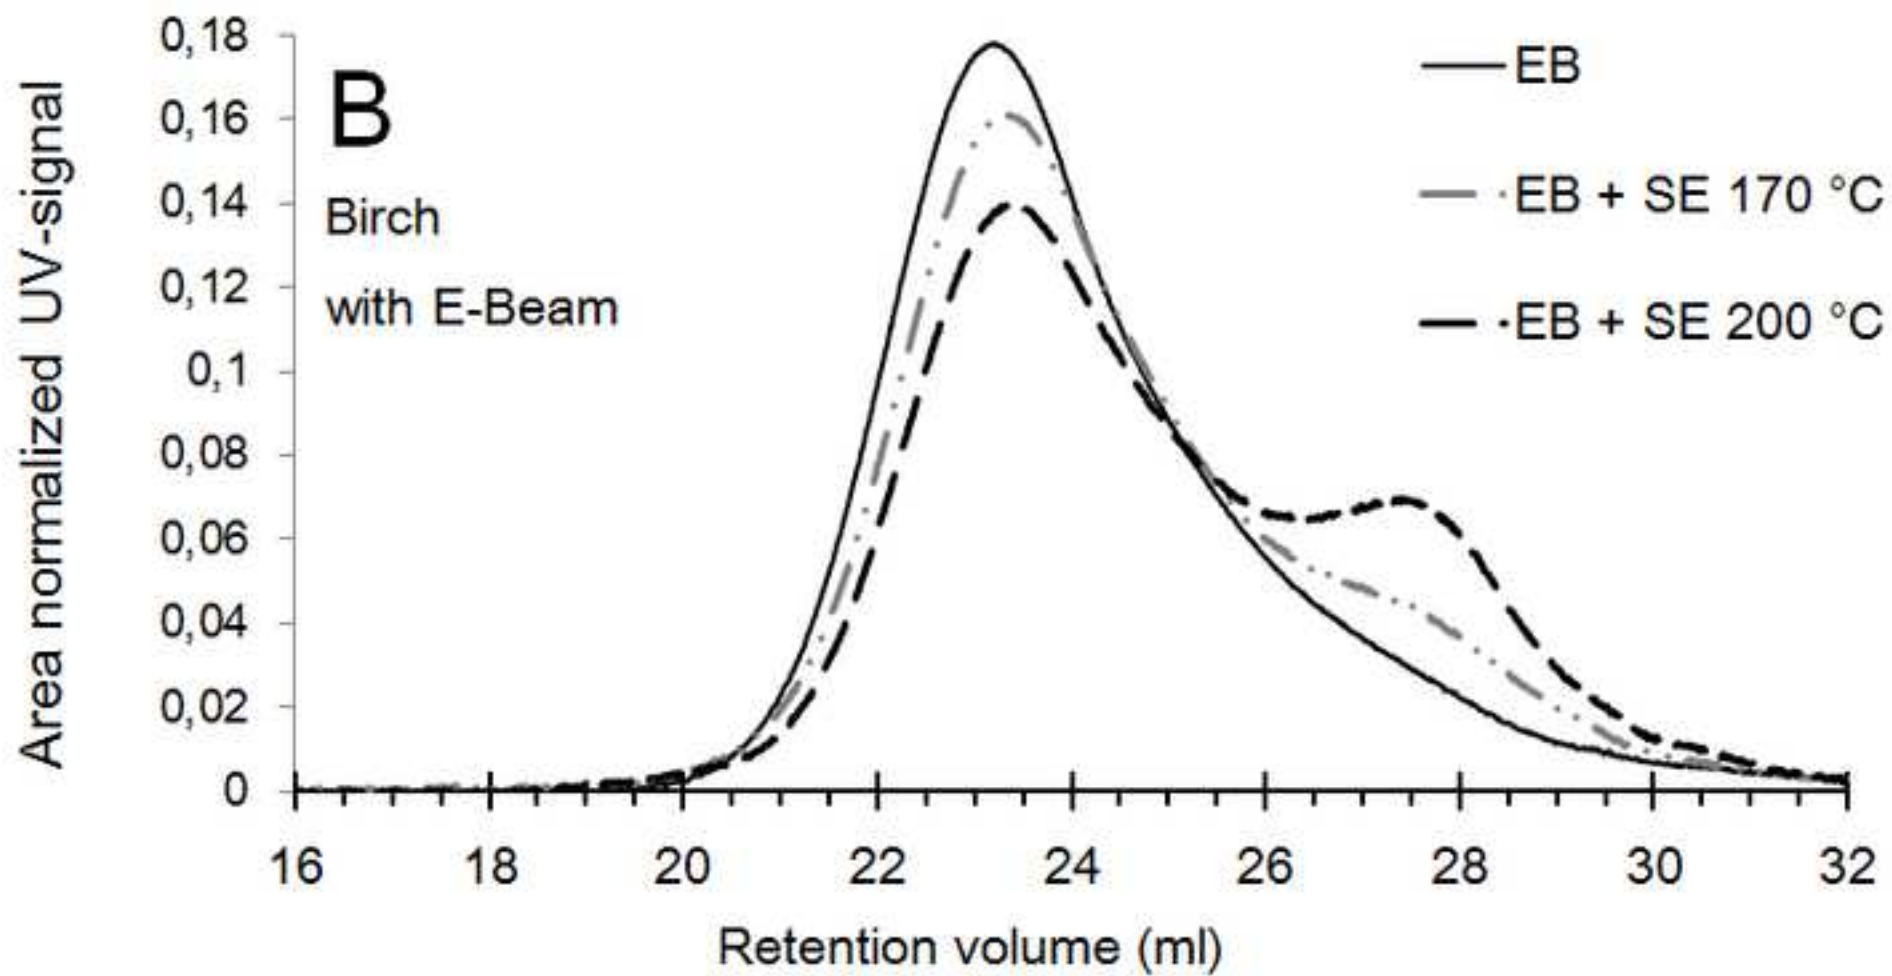 Area normalized UV-signal
0,18
0,16
0,14
0,12
0,1
0,08
0,06
0,04
0,02
0
B
Birch
with E-Beam
EB
EB + SE 170 °C
EB + SE 200 °C
16 18 20 22 24 26 28 30 32
Retention volume (ml)